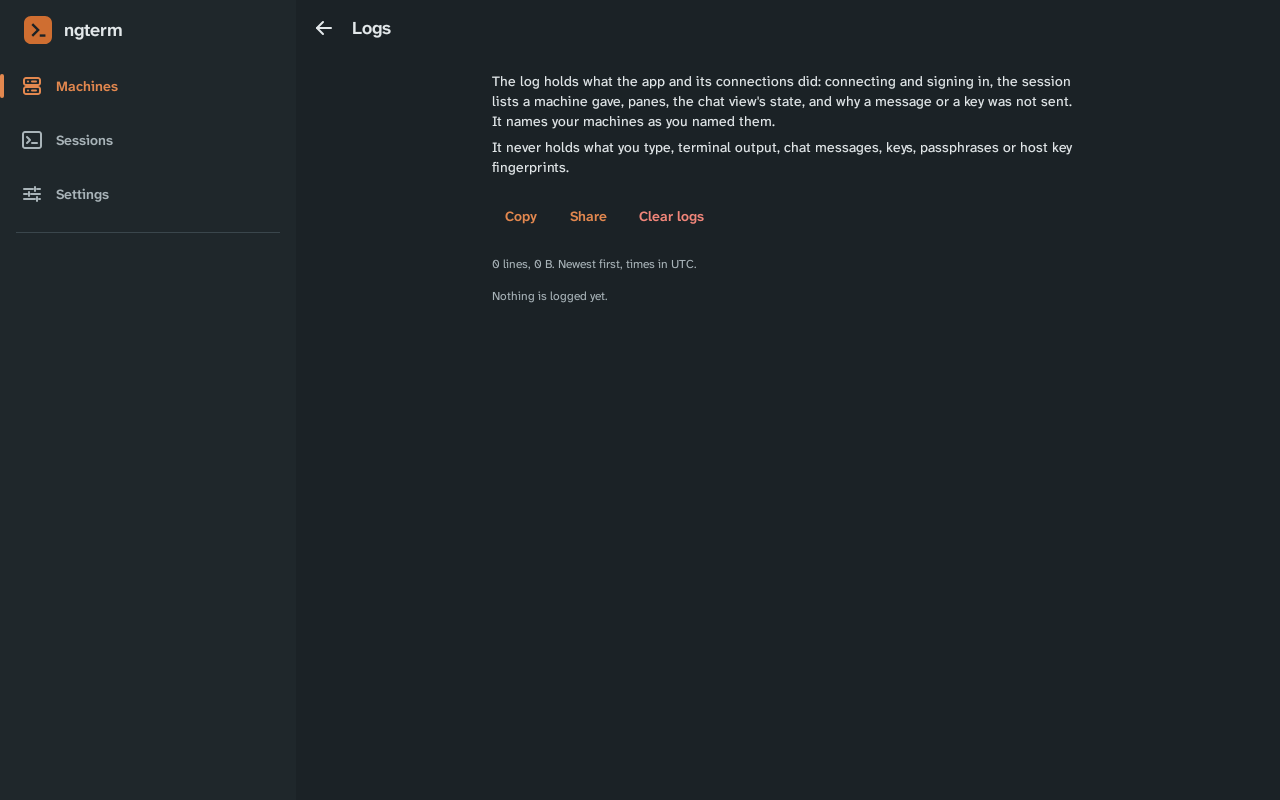 ngterm
Logs
Machines
Sessions
Settings
The log holds what the app and its connections did: connecting and signing in, the session
lists a machine gave, panes, the chat view's state, and why a message or a key was not sent.
It names your machines as you named them.
It never holds what you type, terminal output, chat messages, keys, passphrases or host key
fingerprints.
Copy Share Clear logs
0 lines, 0 B. Newest first, times in UTC.
Nothing is logged yet.